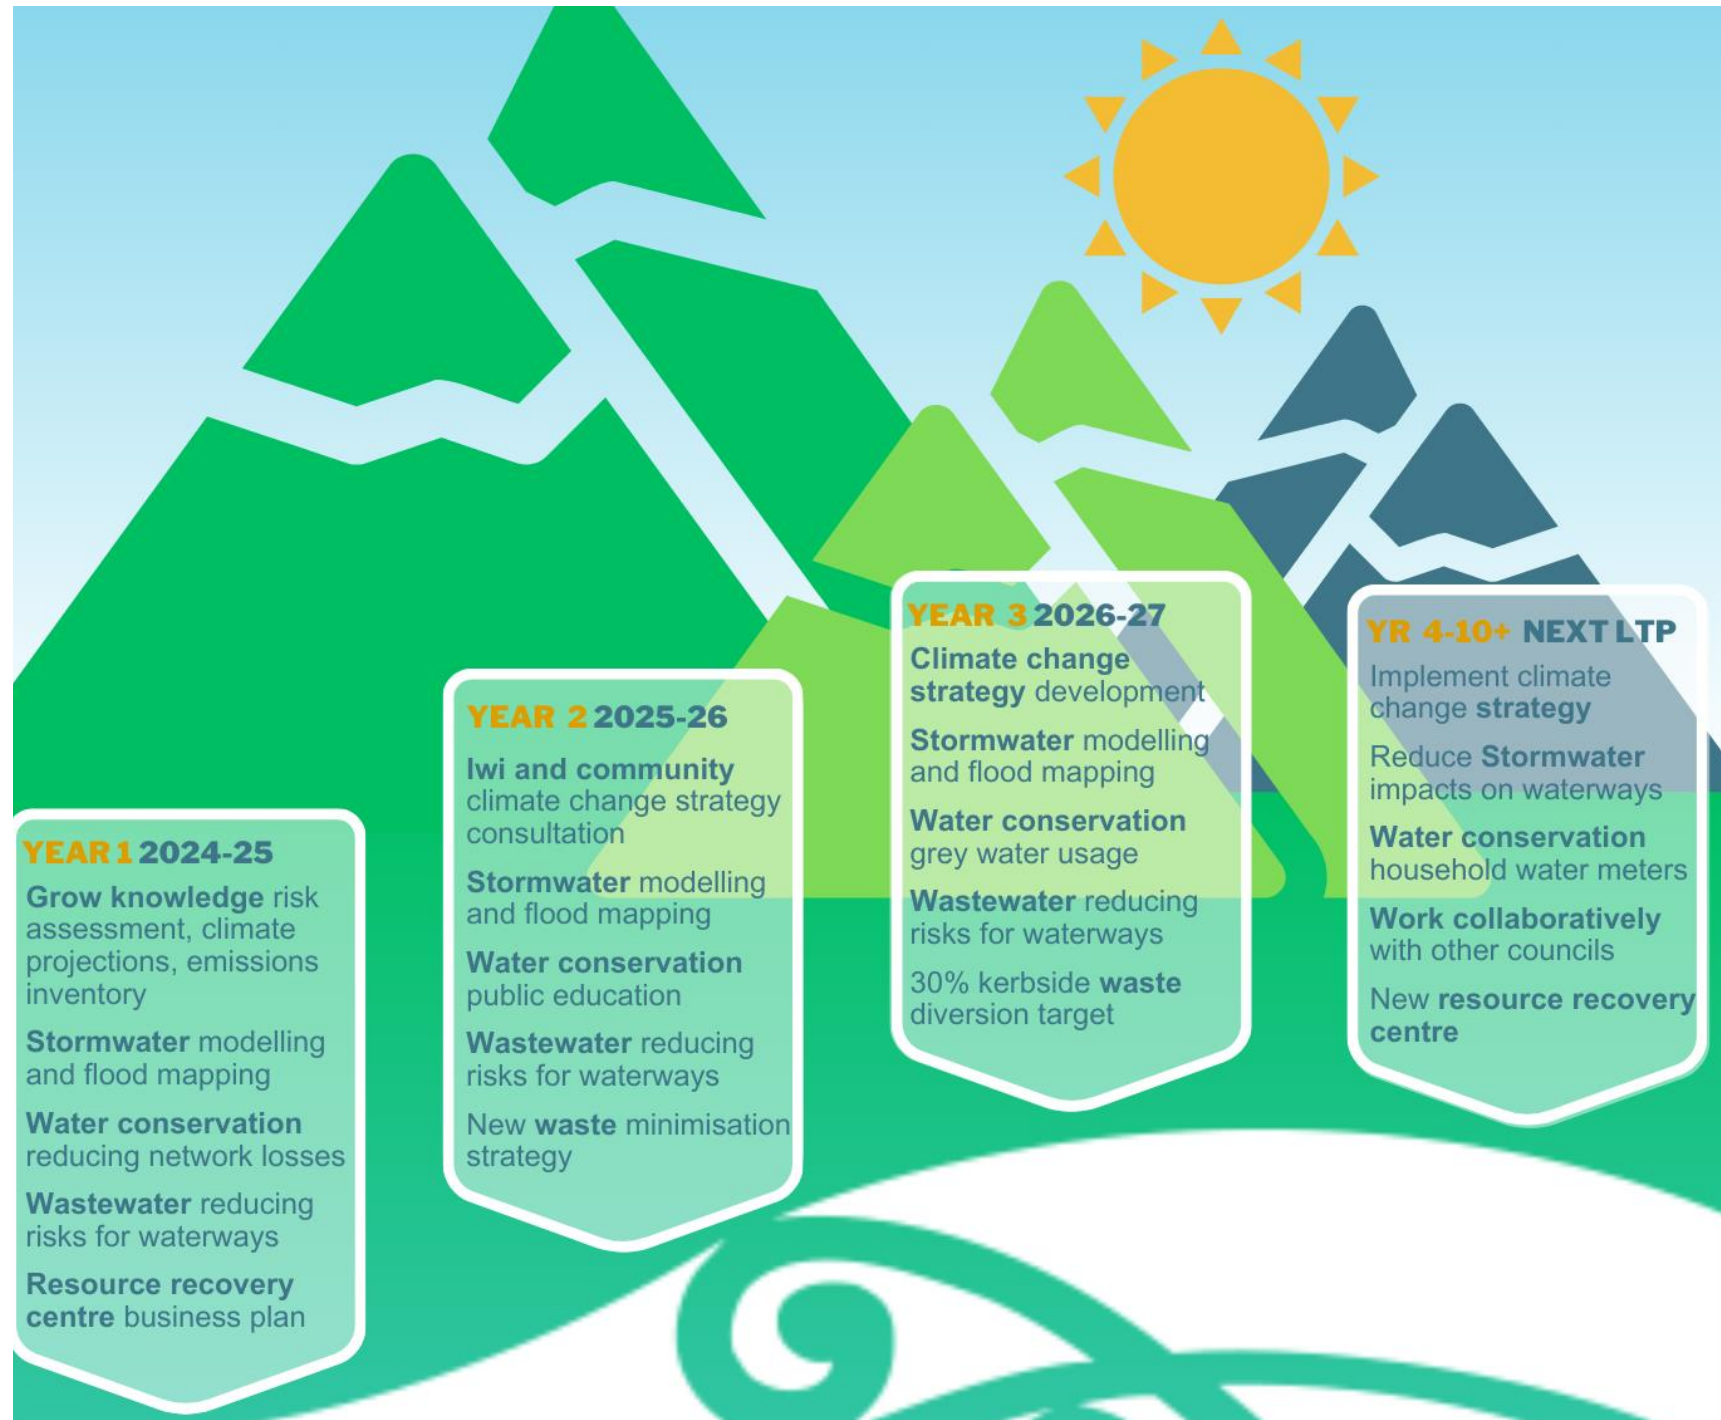 YEAR 1 2024-25
Grow knowledge risk
assessment, climate
projections, emissions
inventory
Stormwater modelling
and flood mapping
Water conservation
reducing network losses
Wastewater reducing
risks for waterways
Resource recovery
centre business plan
YEAR 2 2025-26
Iwi and community
climate change strategy
consultation
Stormwater modelling
and flood mapping
Water conservation
public education
Wastewater reducing
risks for waterways
New waste minimisation
strategy
YEAR 3 2026-27
Climate change
strategy development
Stormwater modelling
and flood mapping
Water conservation
grey water usage
Wastewater reducing
risks for waterways
30% kerbside waste
diversion target
YR 4-10+ NEXT LTP
Implement climate
change strategy
Reduce Stormwater
impacts on waterways
Water conservation
household water meters
Work collaboratively
with other councils
New resource recovery
centre